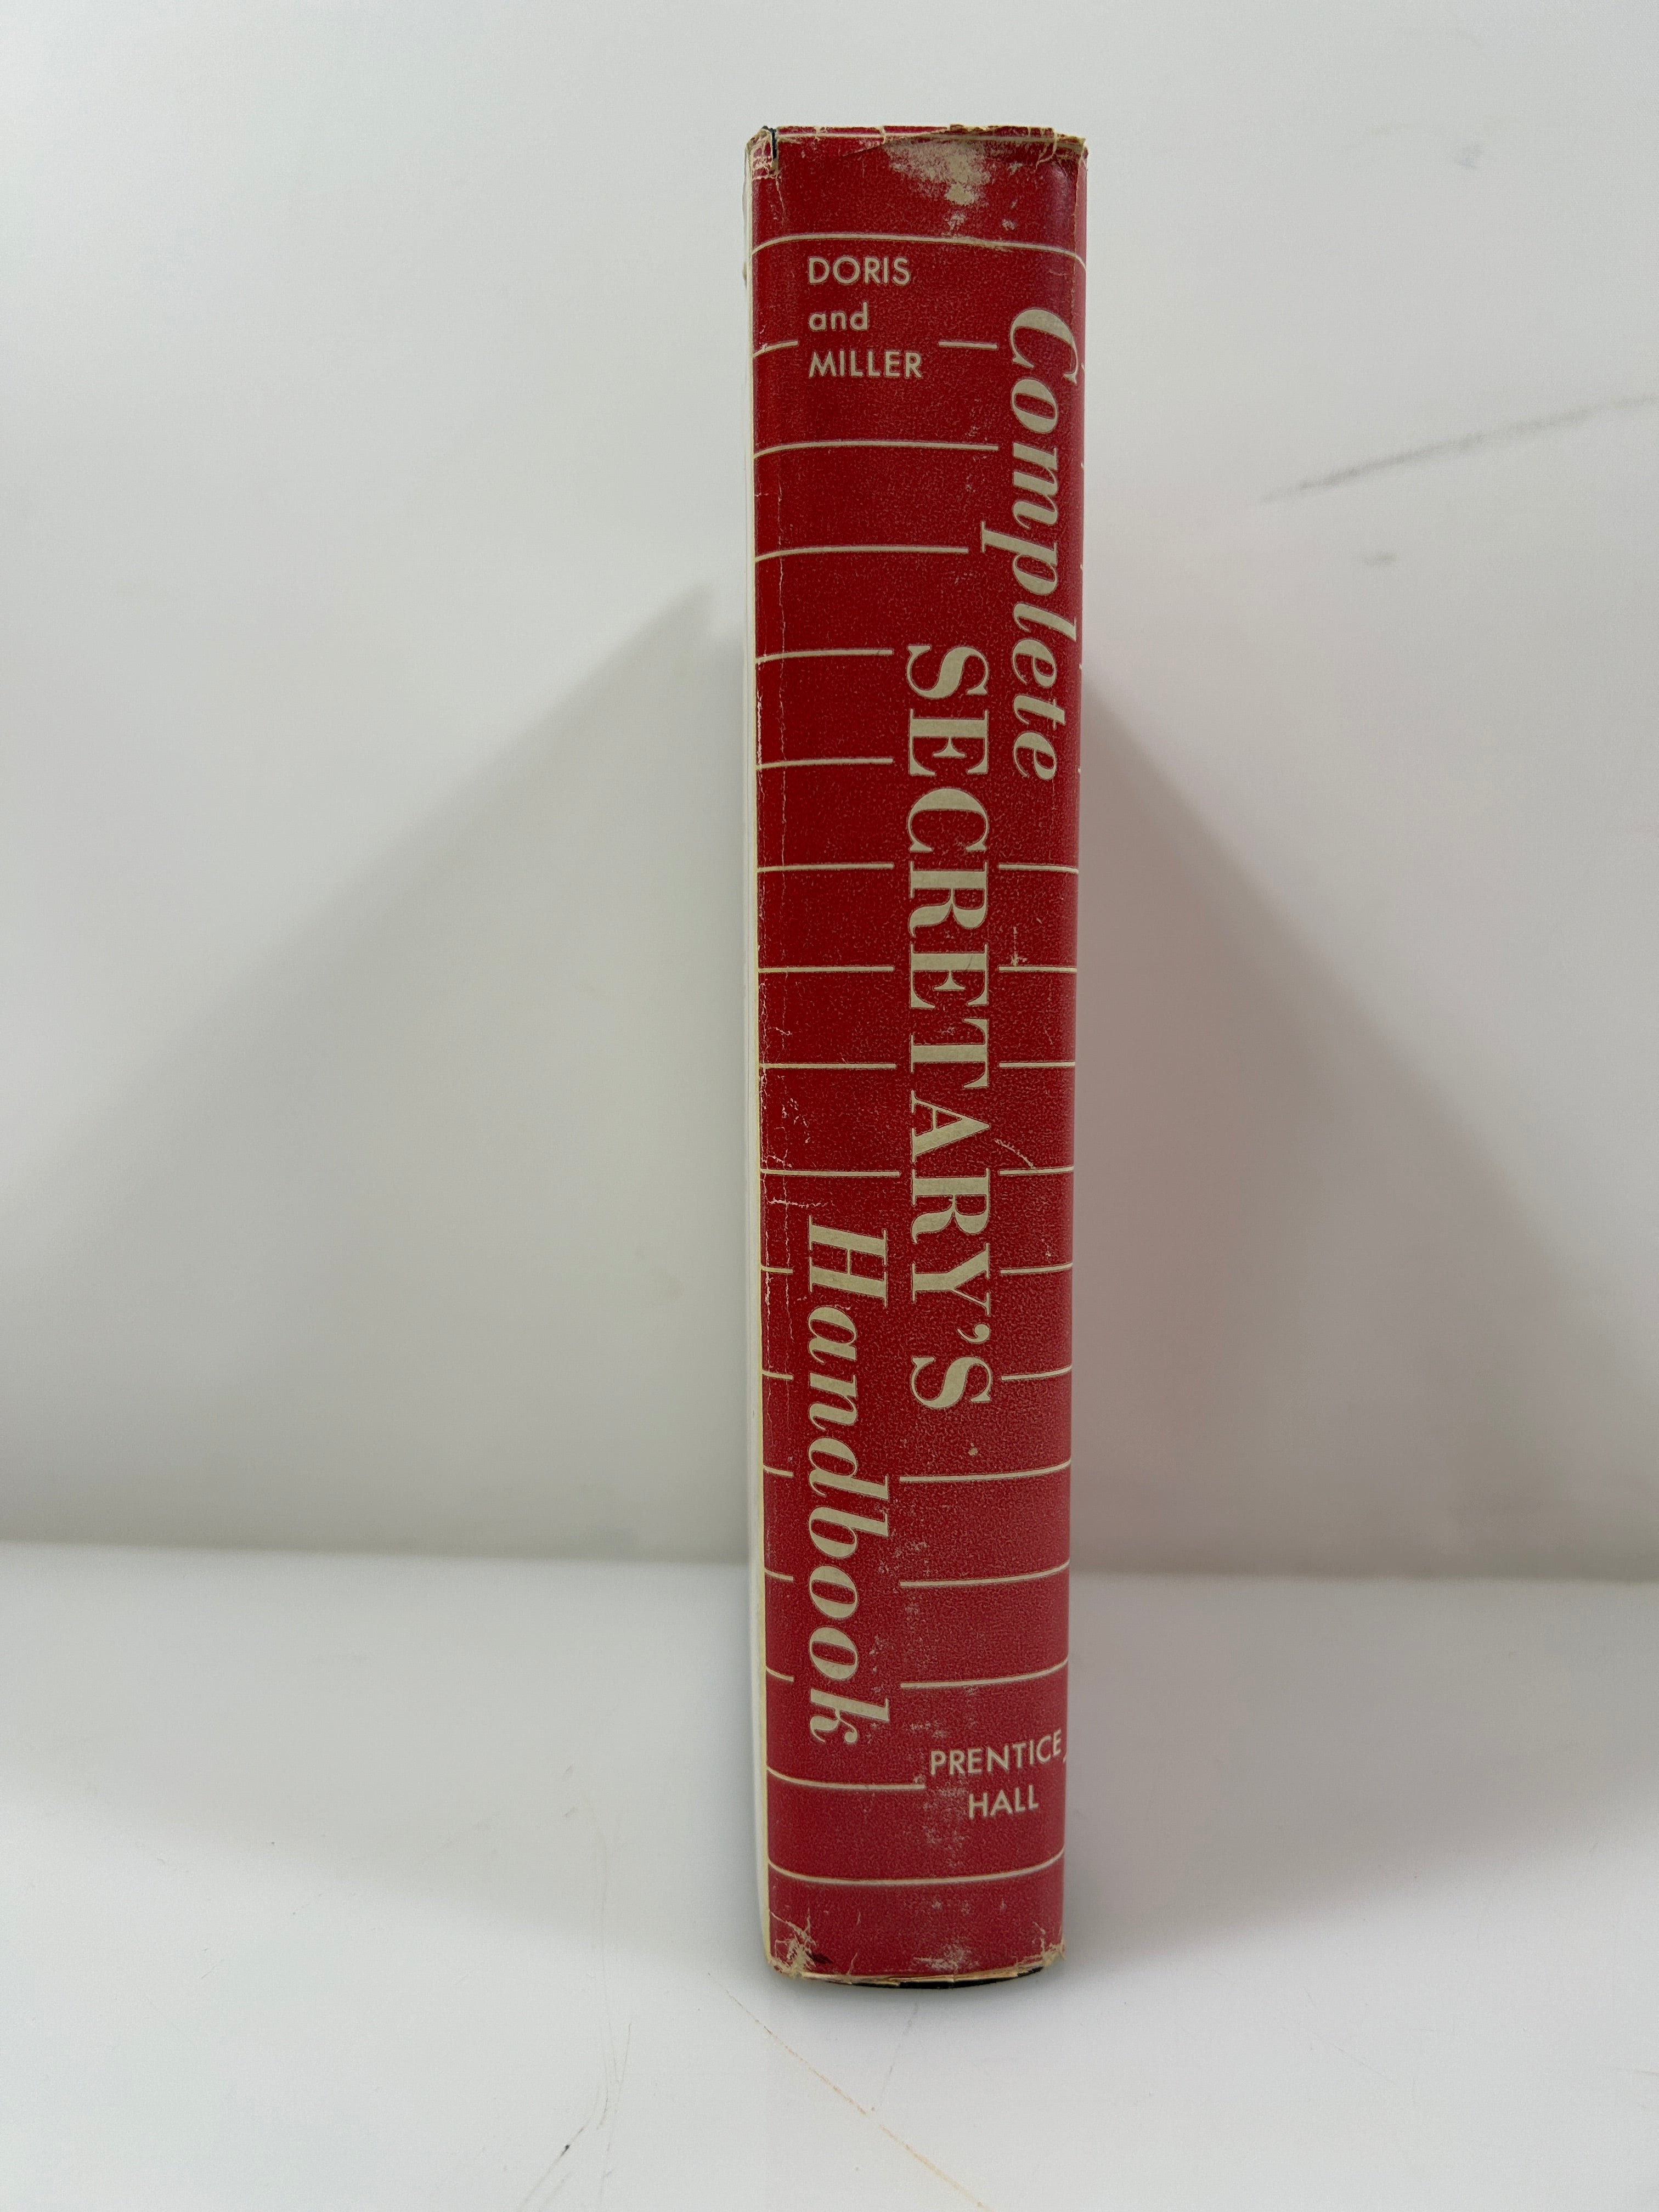 DORIS
and
MILLER
Complete
SECRETARY'S
Handbook
PRENTICE
HALL